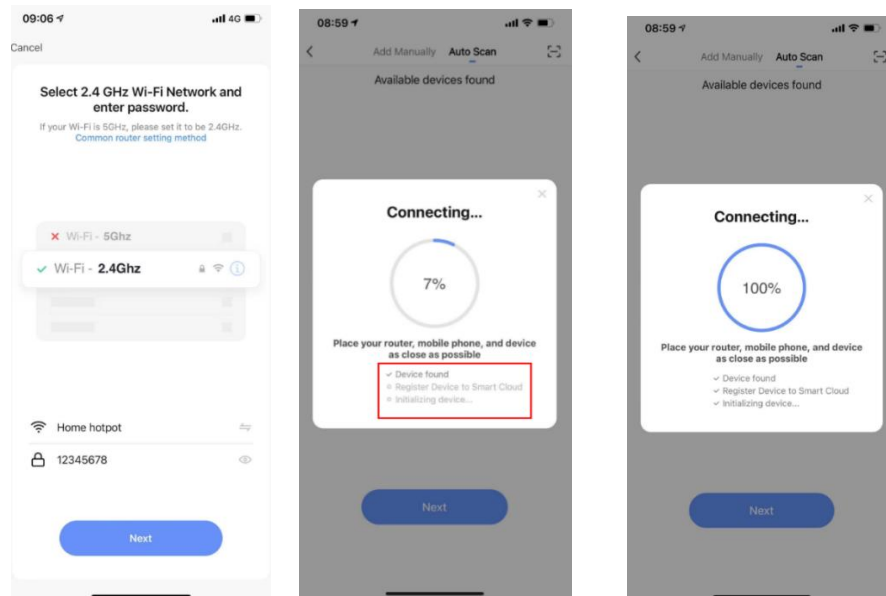 09:06
4G
Cancel
Select 2.4 GHz Wi-Fi Network and
enter password.
If your Wi-Fi is 5GHz, please set it to be 2.4GHz.
Common router setting method
Wi-Fi - 5Ghz
Wi-Fi - 2.4Ghz
Home hotpot
12345678
Next
08:59
Add Manually Auto Scan
Available devices found
Connecting...
7%
Place your router, mobile phone, and device
as close as possible
Device found
Register Device to Smart Cloud
Initializing device...
Next
08:59
Add Manually Auto Scan
Available devices found
Connecting...
100%
Place your router, mobile phone, and device
as close as possible
Device found
Register Device to Smart Cloud
Initializing device...
Next